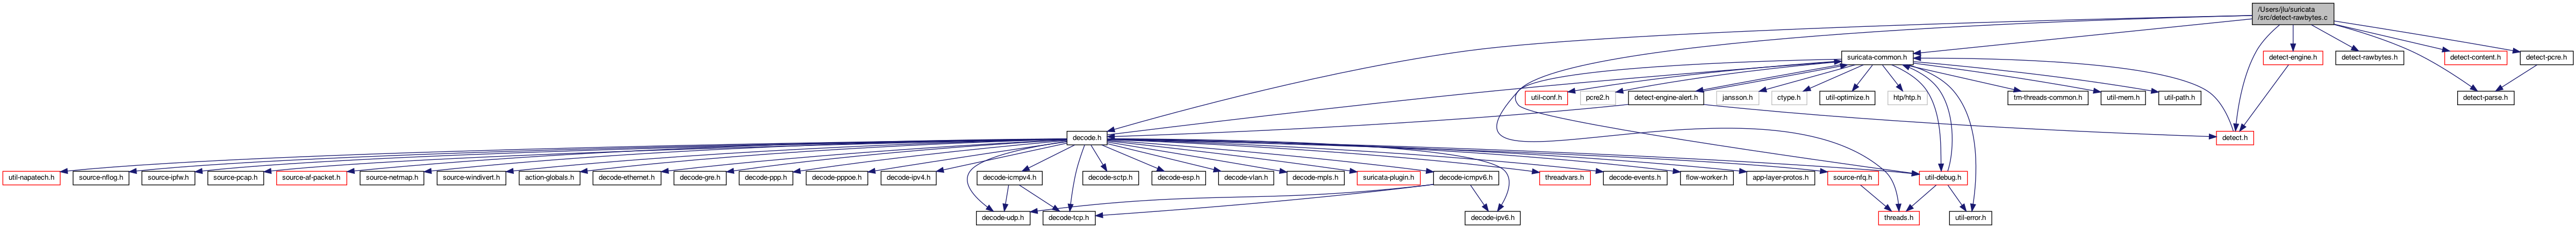 /Users/jlu/suricata
/src/detect-rawbytes.c
suricata-common.h
detect-engine.h
detect-rawbytes.h
detect-content.h
detect-pcre.h
util-conf.h
pcre2.h
detect-engine-alert.h
jansson.h
ctype.h
util-optimize.h
htp/htp.h
tm-threads-common.h
util-mem.h
util-path.h
detect-parse.h
decode.h
detect.h
util-napatech.h
source-nflog.h
source-ipfw.h
source-pcap.h
source-af-packet.h
source-netmap.h
source-windivert.h
action-globals.h
decode-ethernet.h
decode-gre.h
decode-ppp.h
decode-pppoe.h
decode-ipv4.h
decode-icmpv4.h
decode-sctp.h
decode-esp.h
decode-vlan.h
decode-mpls.h
suricata-plugin.h
decode-icmpv6.h
threadvars.h
decode-events.h
flow-worker.h
app-layer-protos.h
source-nfq.h
util-debug.h
decode-udp.h
decode-tcp.h
decode-ipv6.h
threads.h
util-error.h